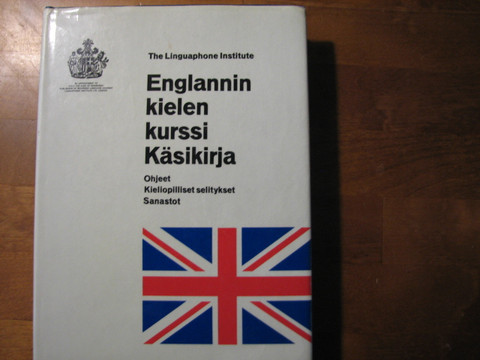 The Linguaphone Institute
Englannin
kielen
kurssi
Käsikirja
Ohjeet
Kieliopilliset selitykset
Sanastot